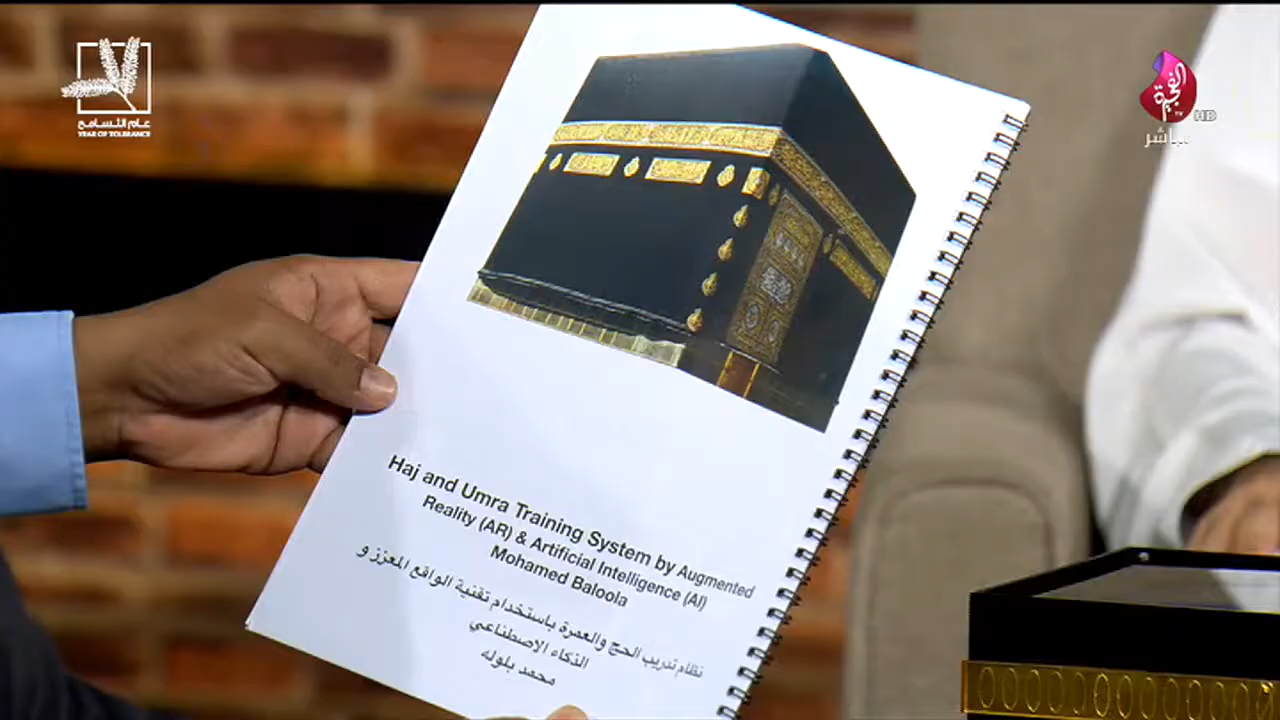 عام التسامح
YEAR OF TOLERANCE
الفجيرة
HD
مباشر
Haj and Umra Training System by Augmented
Reality (AR) & Artificial Intelligence (AI)
Mohamed Baloola
نظام تدريب الحج والعمرة باستخدام تقنية الواقع المعزز و
الذكاء الاصطناعي
محمد بلوله